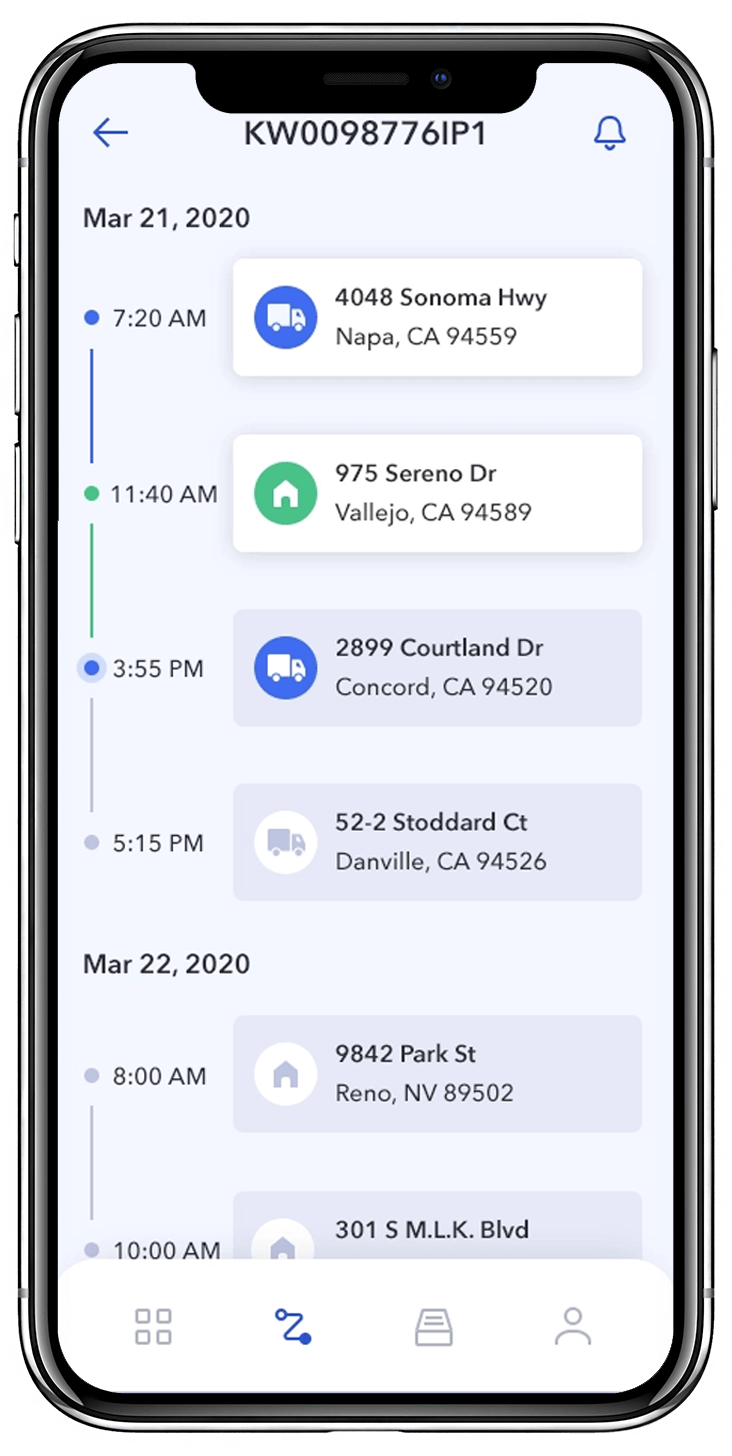 KW0098776IP1
Mar 21, 2020
7:20 AM
4048 Sonoma Hwy
Napa, CA 94559
11:40 AM
975 Sereno Dr
Vallejo, CA 94589
3:55 PM
2899 Courtland Dr
Concord, CA 94520
5:15 PM
52-2 Stoddard Ct
Danville, CA 94526
Mar 22, 2020
8:00 AM
9842 Park St
Reno, NV 89502
10:00 AM
301 S M.L.K. Blvd